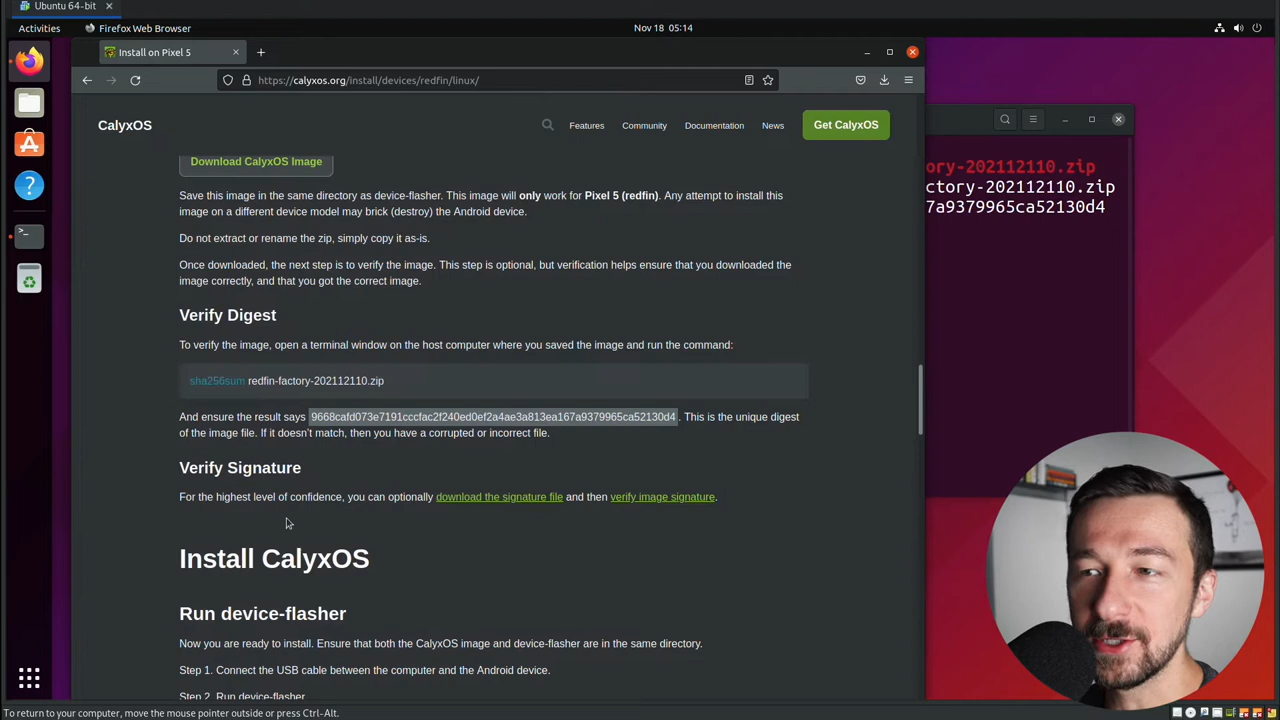 Ubuntu 64-bit
Activities
Firefox Web Browser
Nov 18 05:14
Install on Pixel 5
https://calyxos.org/install/devices/redfin/linux/
CalyxOS
Features
Community
Documentation
News
Get CalyxOS
Download CalyxOS Image
Save this image in the same directory as device-flasher. This image will only work for Pixel 5 (redfin). Any attempt to install this
image on a different device model may brick (destroy) the Android device.
Do not extract or rename the zip, simply copy it as-is.
Once downloaded, the next step is to verify the image. This step is optional, but verification helps ensure that you downloaded the
image correctly, and that you got the correct image.
Verify Digest
To verify the image, open a terminal window on the host computer where you saved the image and run the command:
sha256sum redfin-factory-202112110.zip
And ensure the result says 9668cafd073e7191cccfac2f240ed0ef2a4ae3a813ea167a9379965ca52130d4. This is the unique digest
of the image file. If it doesn't match, then you have a corrupted or incorrect file.
Verify Signature
For the highest level of confidence, you can optionally download the signature file and then verify image signature.
Install CalyxOS
Run device-flasher
Now you are ready to install. Ensure that both the CalyxOS image and device-flasher are in the same directory.
Step 1. Connect the USB cable between the computer and the Android device.
Step 2. Run device-flasher
ory-202112110.zip
ctory-202112110.zip
7a9379965ca52130d4
To return to your computer, move the mouse pointer outside or press Ctrl-Alt.